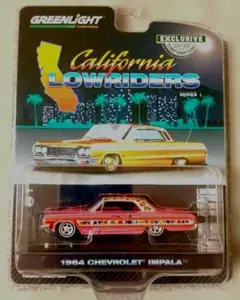 GREENLIGHT
EXCLUSIVE
California
LOWRIDERS
SERIES 1
1964 CHEVROLET IMPALA